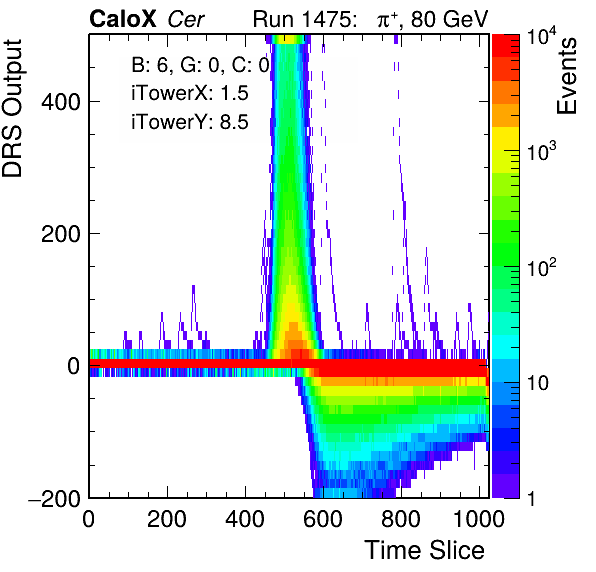 CaloX Cer Run 1475: π⁺, 80 GeV
B: 6, G: 0, C: 0
iTowerX: 1.5
iTowerY: 8.5
DRS Output
400
200
0
−200
0 200 400 600 800 1000
Time Slice
Events
10⁴
10³
10²
10
1